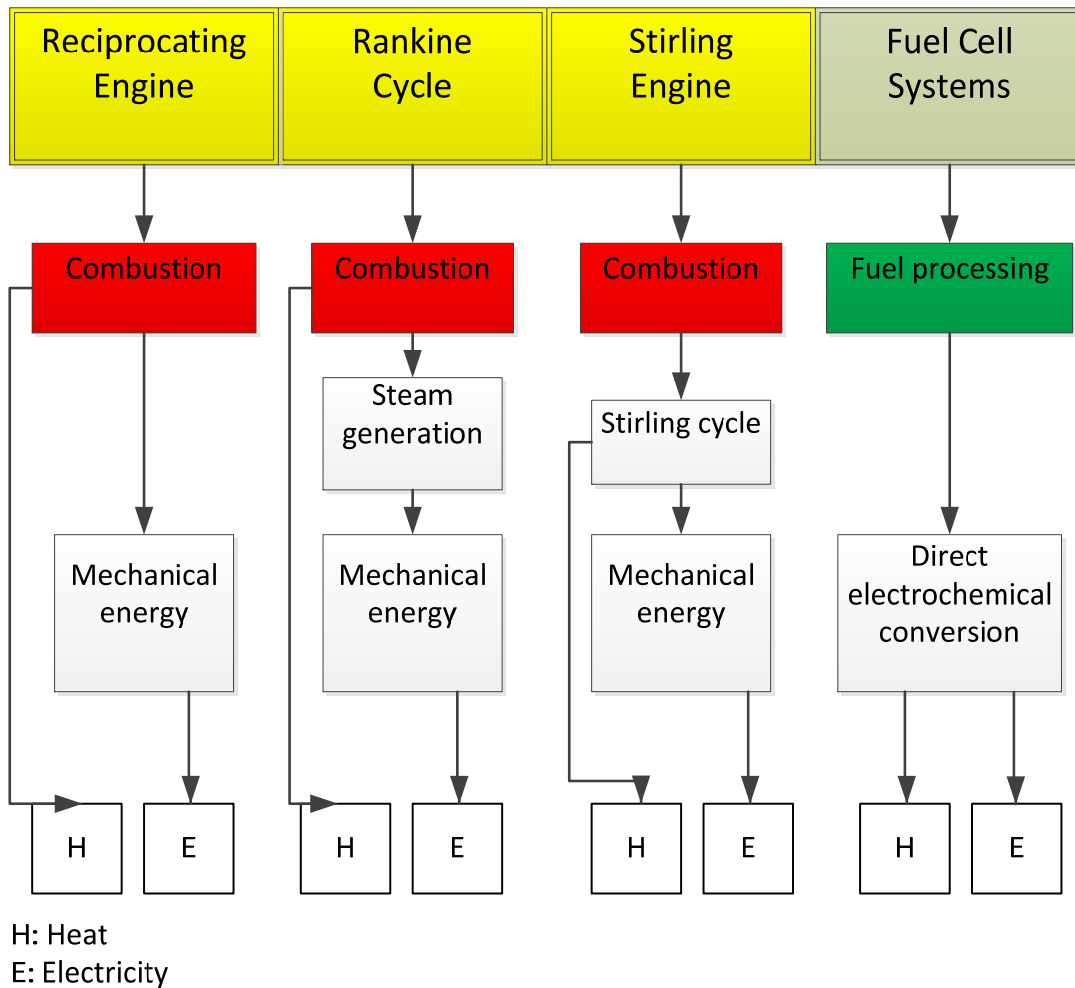 Reciprocating
Engine
Rankine
Cycle
Stirling
Engine
Fuel Cell
Systems
Combustion
Combustion
Combustion
Fuel processing
Steam
generation
Stirling cycle
Mechanical
energy
Mechanical
energy
Mechanical
energy
Direct
electrochemical
conversion
H
E
H
E
H
E
H
E
H: Heat
E: Electricity